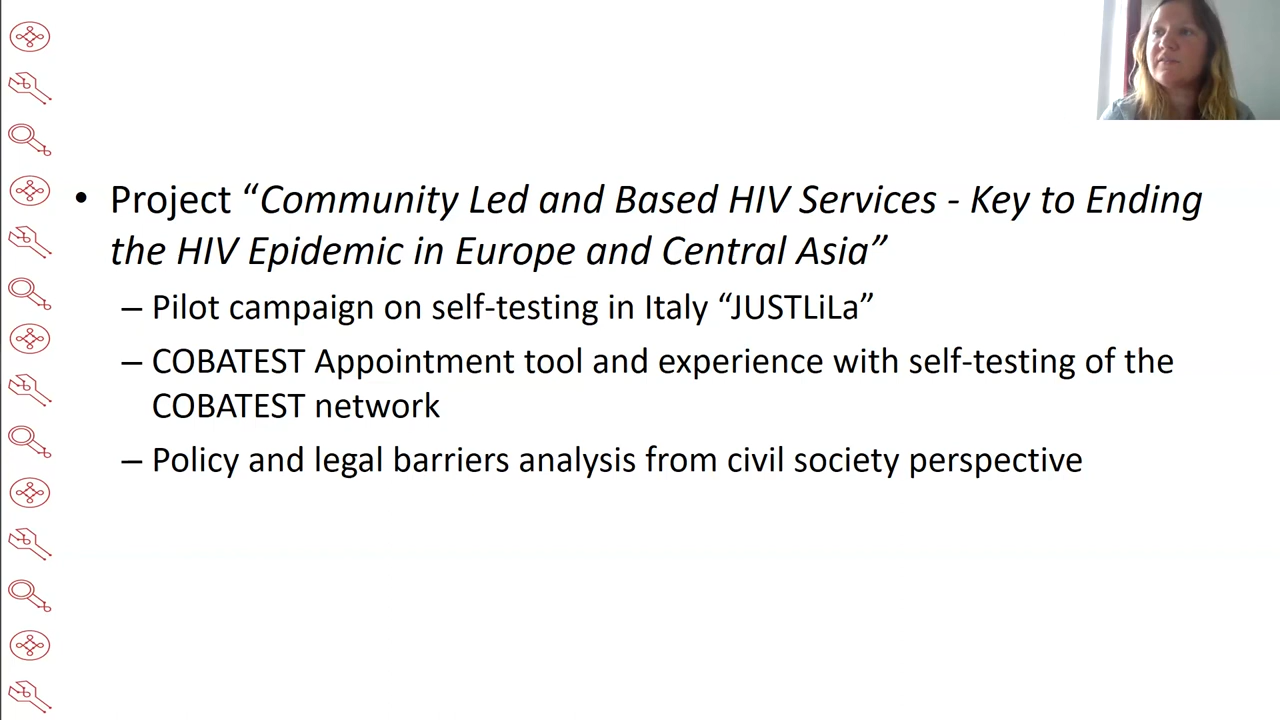 • Project “Community Led and Based HIV Services - Key to Ending
the HIV Epidemic in Europe and Central Asia”
– Pilot campaign on self-testing in Italy “JUSTLiLa”
– COBATEST Appointment tool and experience with self-testing of the
COBATEST network
– Policy and legal barriers analysis from civil society perspective